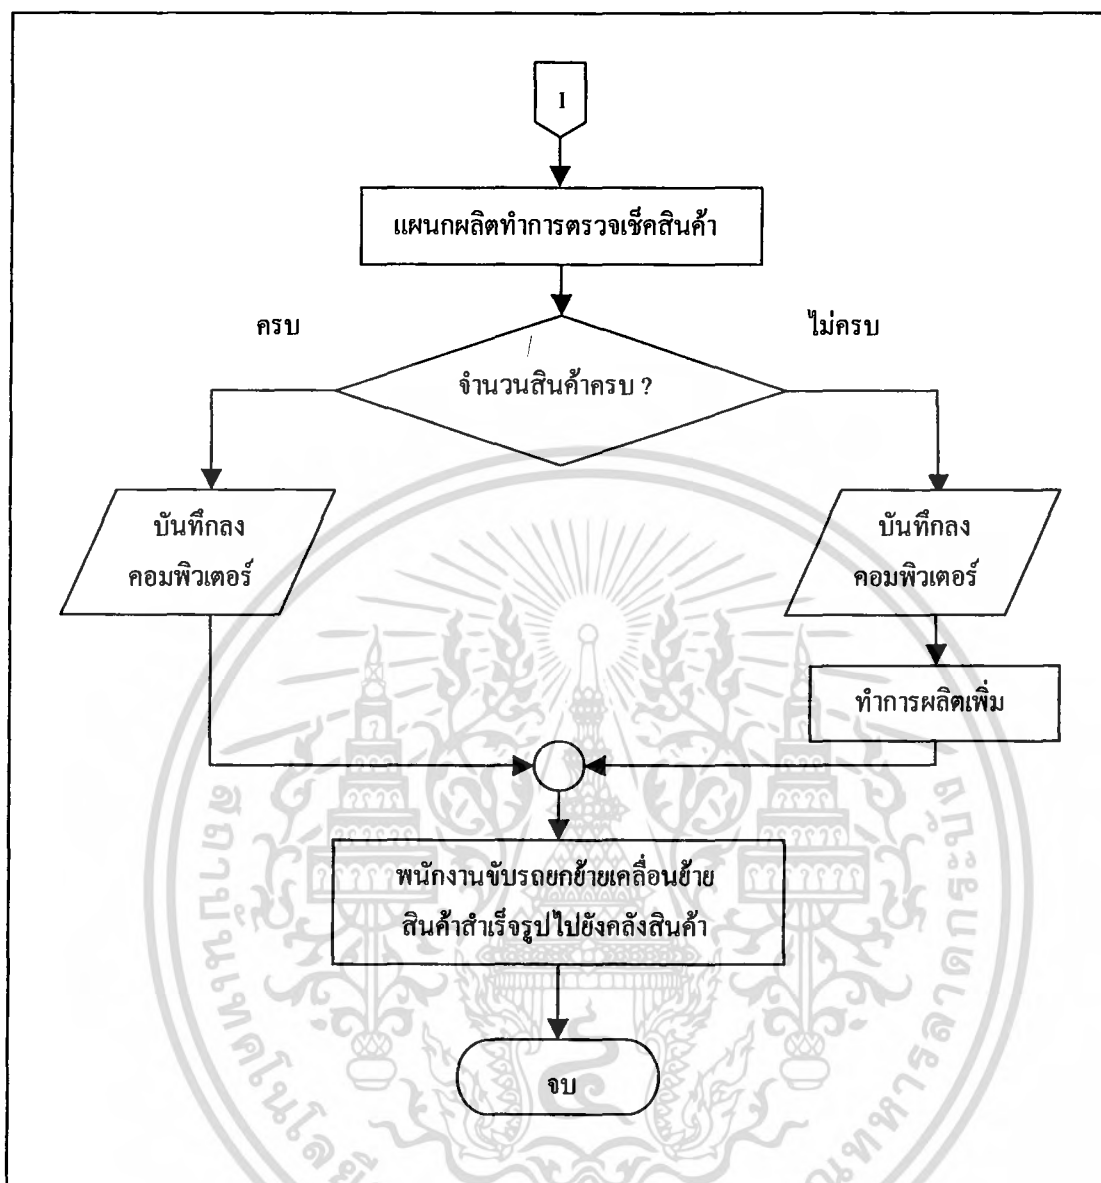 1
แผนกผลิตทำการตรวจเช็คสินค้า
ครบ
ไม่ครบ
จำนวนสินค้าครบ ?
บันทึกลง
คอมพิวเตอร์
บันทึกลง
คอมพิวเตอร์
ทำการผลิตเพิ่ม
พนักงานขับรถยกย้ายเคลื่อนย้าย
สินค้าสำเร็จรูปไปยังคลังสินค้า
จบ